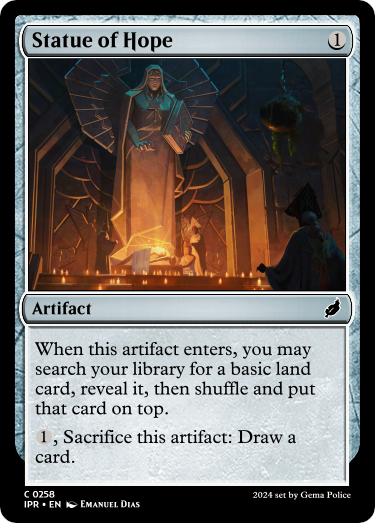 Statue of Hope 1
Artifact
When this artifact enters, you may
search your library for a basic land
card, reveal it, then shuffle and put
that card on top.
1 , Sacrifice this artifact: Draw a
card.
C 0258
IPR • EN Emanuel Dias
2024 set by Gema Police